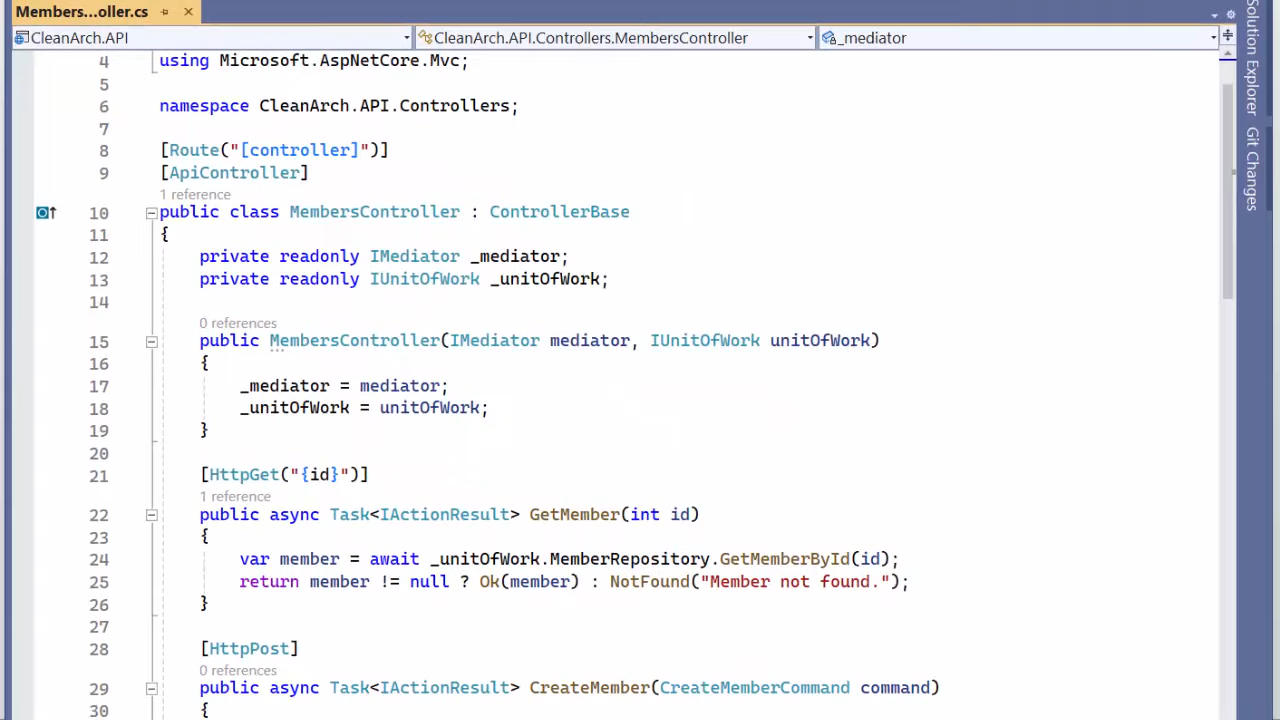 Members...oller.cs
CleanArch.API
CleanArch.API.Controllers.MembersController
_mediator
Solution Explorer
Git Changes
4 using Microsoft.AspNetCore.Mvc;
5
6 namespace CleanArch.API.Controllers;
7
8 [Route("[controller]")]
9 [ApiController]
1 reference
10 public class MembersController : ControllerBase
11 {
12 private readonly IMediator _mediator;
13 private readonly IUnitOfWork _unitOfWork;
14
0 references
15 public MembersController(IMediator mediator, IUnitOfWork unitOfWork)
16 {
17 _mediator = mediator;
18 _unitOfWork = unitOfWork;
19 }
20
21 [HttpGet("{id}")]
1 reference
22 public async Task<IActionResult> GetMember(int id)
23 {
24 var member = await _unitOfWork.MemberRepository.GetMemberById(id);
25 return member != null ? Ok(member) : NotFound("Member not found.");
26 }
27
28 [HttpPost]
0 references
29 public async Task<IActionResult> CreateMember(CreateMemberCommand command)
30 {